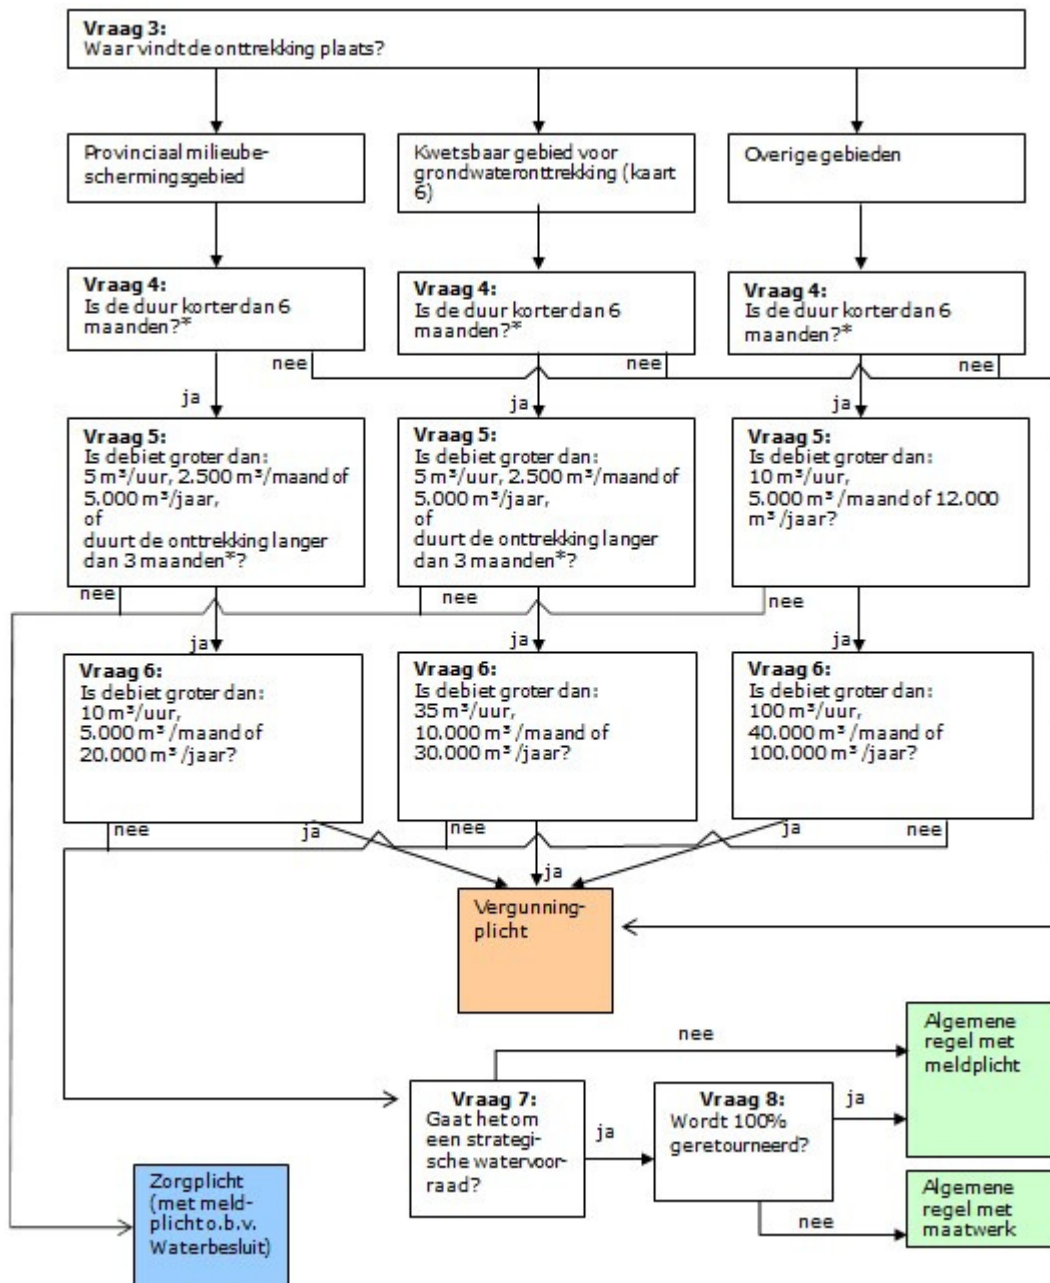 Vraag 3:
Waar vindt de onttrekking plaats?
Provinciaal milieube-
schermingsgebied
Kwetsbaar gebied voor
grondwateronttrekking (kaart
6)
Overige gebieden
Vraag 4:
Is de duur korter dan 6
maanden?*
nee
ja
Vraag 4:
Is de duur korter dan 6
maanden?*
nee
ja
Vraag 4:
Is de duur korter dan 6
maanden?*
nee
ja
Vraag 5:
Is debiet groter dan:
5 m³/uur, 2.500 m³/maand of
5.000 m³/jaar,
of
duurt de onttrekking langer
dan 3 maanden*?
nee
ja
Vraag 5:
Is debiet groter dan:
5 m³/uur, 2.500 m³/maand of
5.000 m³/jaar,
of
duurt de onttrekking langer
dan 3 maanden*?
nee
ja
Vraag 5:
Is debiet groter dan:
10 m³/uur,
5.000 m³/maand of 12.000
m³/jaar?
nee
ja
Vraag 6:
Is debiet groter dan:
10 m³/uur,
5.000 m³/maand of
20.000 m³/jaar?
nee
ja
Vraag 6:
Is debiet groter dan:
35 m³/uur,
10.000 m³/maand of
30.000 m³/jaar?
nee
ja
Vraag 6:
Is debiet groter dan:
100 m³/uur,
40.000 m³/maand of
100.000 m³/jaar?
ja
nee
Vergunning-
plicht
nee
Algemene
regel met
meldplicht
Vraag 7:
Gaat het om
een strategi-
sche watervoor-
raad?
ja
Vraag 8:
Wordt 100%
geretourneerd?
ja
nee
Algemene
regel met
maatwerk
Zorgplicht
(met meld-
plicht o.b.v.
Waterbesluit)